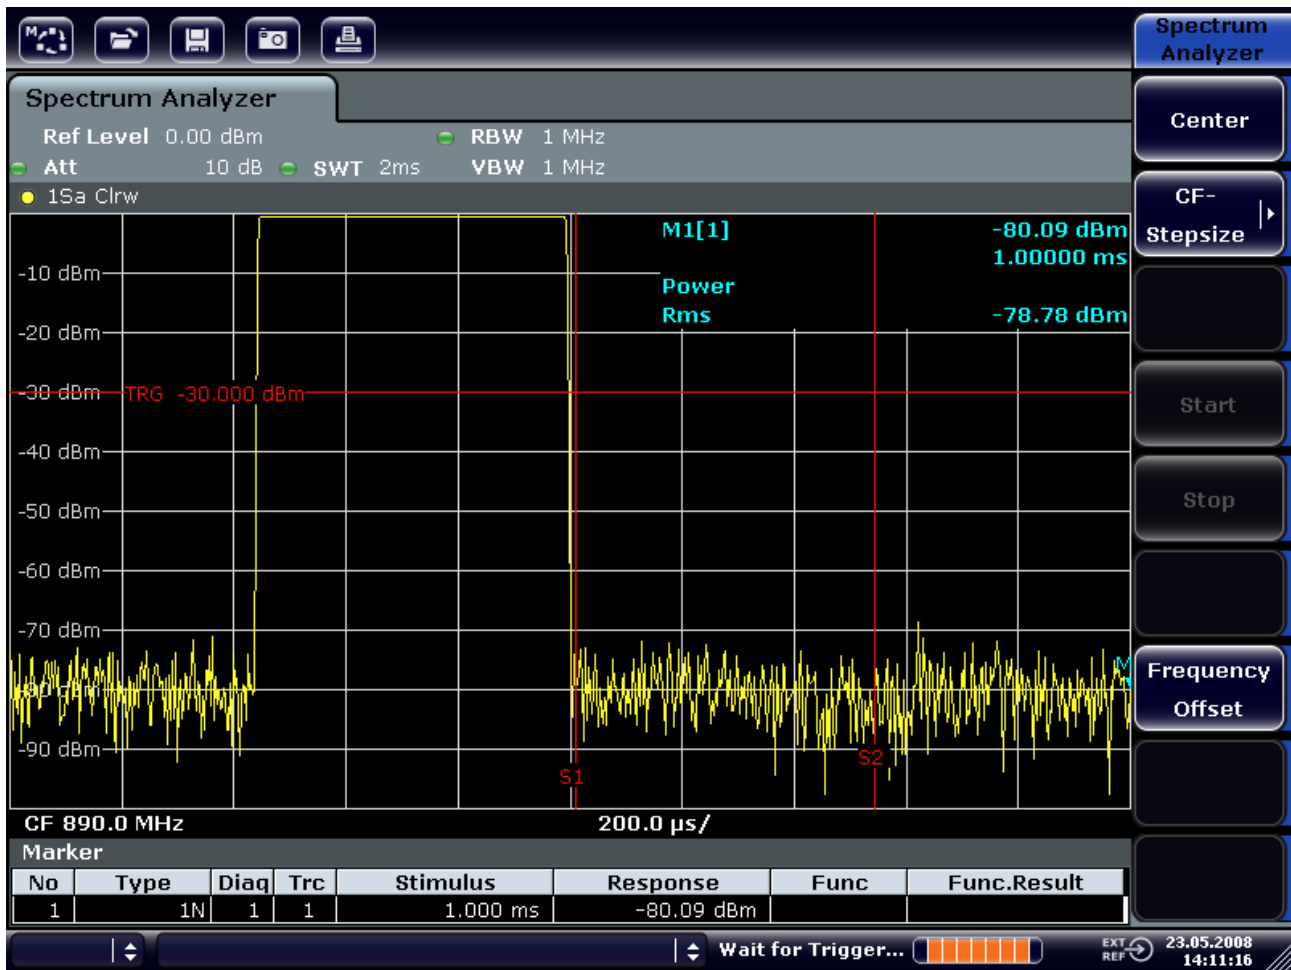 Spectrum Analyzer
Spectrum Analyzer
Ref Level 0.00 dBm RBW 1 MHz
Att 10 dB SWT 2ms VBW 1 MHz
1Sa Clrw
M1[1] -80.09 dBm
1.00000 ms
Power
Rms -78.78 dBm
-10 dBm
-20 dBm
-30 dBm
TRG -30.000 dBm
-40 dBm
-50 dBm
-60 dBm
-70 dBm
-80 dBm
-90 dBm
S1
S2
CF 890.0 MHz 200.0 µs/
Marker
No Type Diag Trc Stimulus Response Func Func.Result
1 1N 1 1 1.000 ms -80.09 dBm
Wait for Trigger... EXT REF 23.05.2008
14:11:16
Center
CF-
Stepsize
Start
Stop
Frequency
Offset